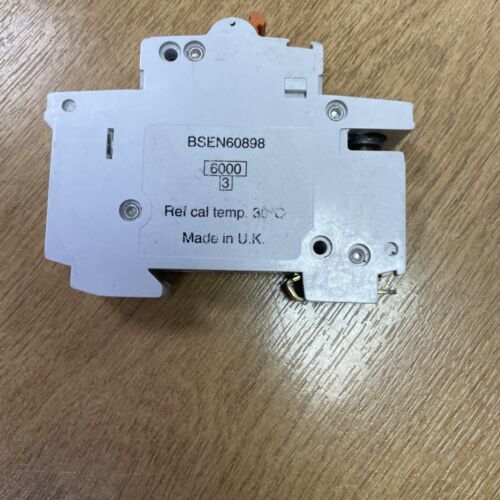 BSEN60898
6000
3
Ref cal temp. 30°C
Made in U.K.